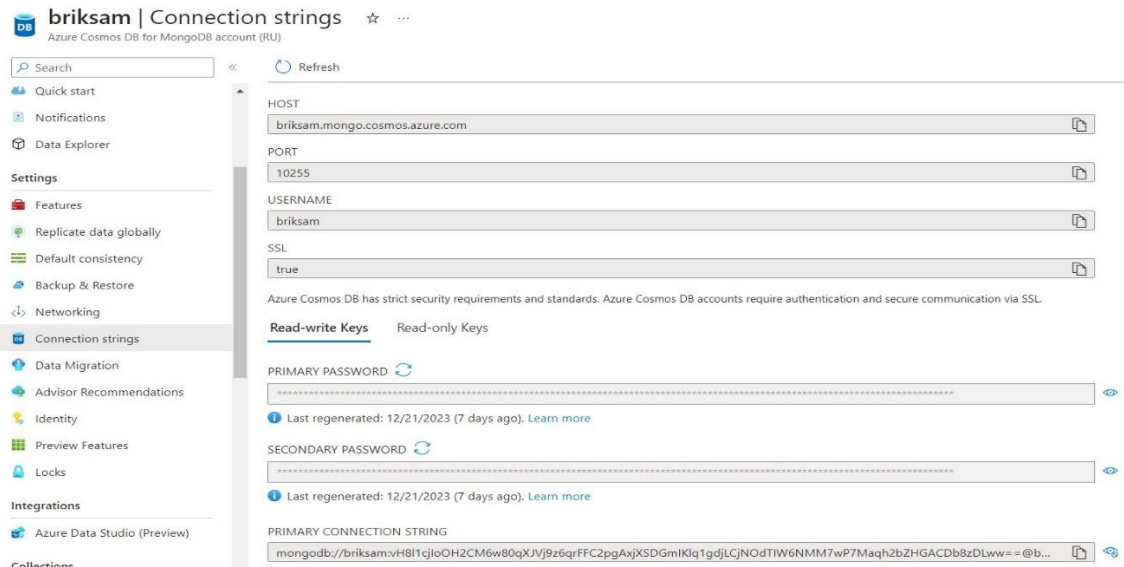 briksam | Connection strings
Azure Cosmos DB for MongoDB account (RU)
Search
Quick start
Notifications
Data Explorer
Settings
Features
Replicate data globally
Default consistency
Backup & Restore
Networking
Connection strings
Data Migration
Advisor Recommendations
Identity
Preview Features
Locks
Integrations
Azure Data Studio (Preview)
Refresh
HOST
briksam.mongo.cosmos.azure.com
PORT
10255
USERNAME
briksam
SSL
true
Azure Cosmos DB has strict security requirements and standards. Azure Cosmos DB accounts require authentication and secure communication via SSL.
Read-write Keys Read-only Keys
PRIMARY PASSWORD
Last regenerated: 12/21/2023 (7 days ago). Learn more
SECONDARY PASSWORD
Last regenerated: 12/21/2023 (7 days ago). Learn more
PRIMARY CONNECTION STRING